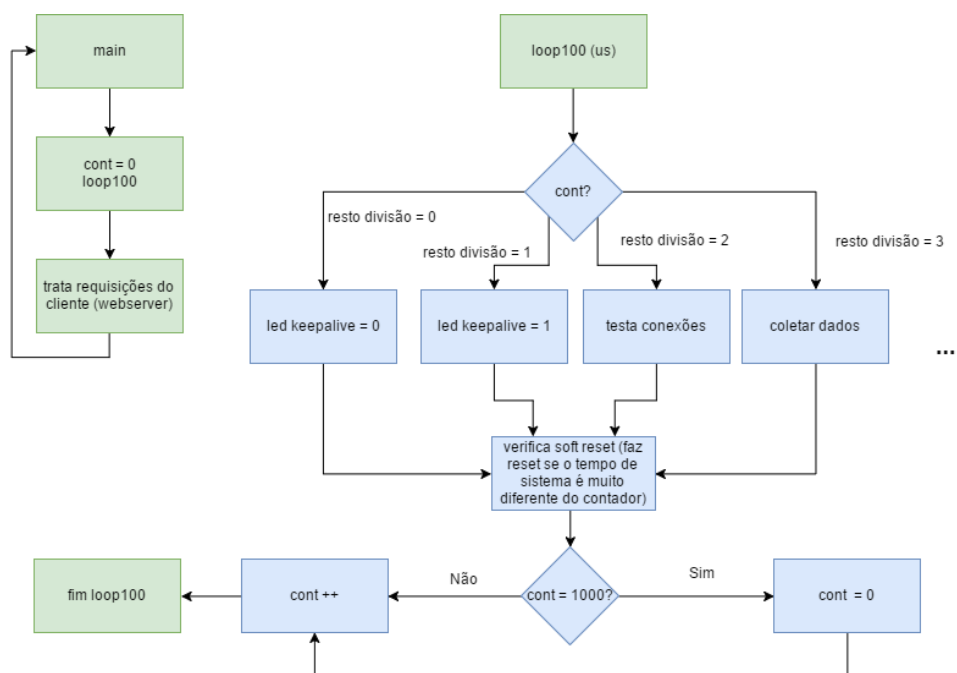 main
cont = 0
loop100
trata requisições do
cliente (webserver)
loop100 (us)
cont?
resto divisão = 0
resto divisão = 1
resto divisão = 2
resto divisão = 3
led keepalive = 0
led keepalive = 1
testa conexões
coletar dados
...
verifica soft reset (faz
reset se o tempo de
sistema é muito
diferente do contador)
cont = 1000?
Não
Sim
fim loop100
cont ++
cont = 0